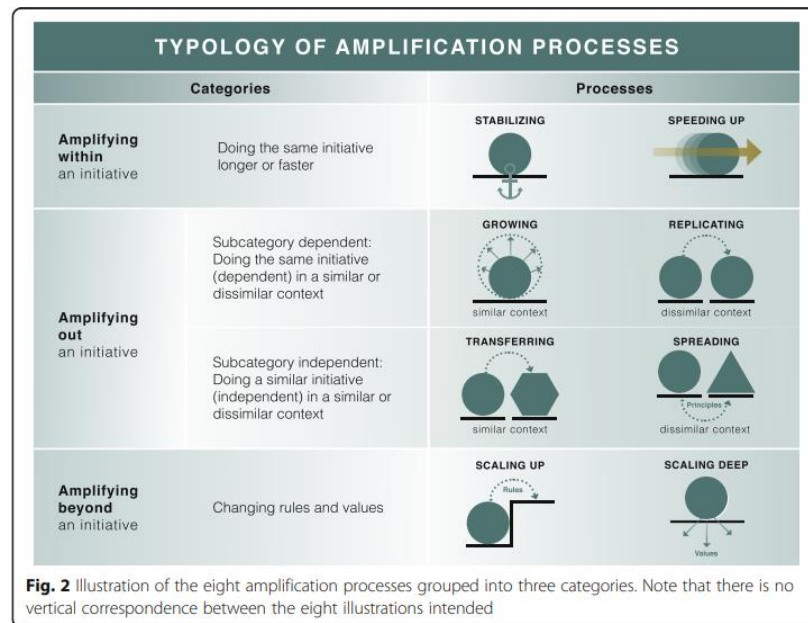 TYPOLOGY OF AMPLIFICATION PROCESSES
Categories
Processes
Amplifying
within
an initiative
Doing the same initiative
longer or faster
STABILIZING
SPEEDING UP
Amplifying
out
an initiative
Subcategory dependent:
Doing the same initiative
(dependent) in a similar or
dissimilar context
GROWING
similar context
REPLICATING
dissimilar context
Subcategory independent:
Doing a similar initiative
(independent) in a similar or
dissimilar context
TRANSFERRING
similar context
SPREADING
Principles
dissimilar context
Amplifying
beyond
an initiative
Changing rules and values
SCALING UP
Rules
SCALING DEEP
Values
Fig. 2 Illustration of the eight amplification processes grouped into three categories. Note that there is no
vertical correspondence between the eight illustrations intended